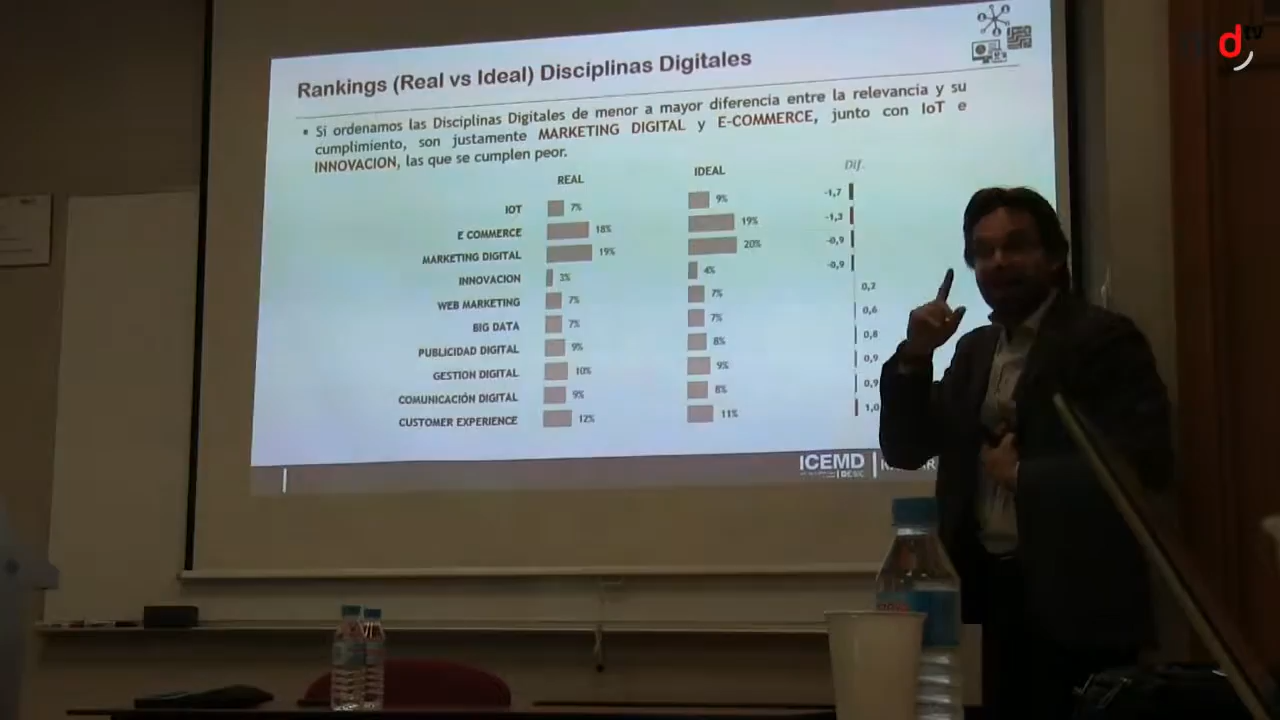 d tv
Rankings (Real vs Ideal) Disciplinas Digitales
• Si ordenamos las Disciplinas Digitales de menor a mayor diferencia entre la relevancia y su
cumplimiento, son justamente MARKETING DIGITAL y E-COMMERCE, junto con IoT e
INNOVACION, las que se cumplen peor.
REAL IDEAL Dif.
IOT 7% 9% -1,7
E COMMERCE 18% 19% -1,3
MARKETING DIGITAL 19% 20% -0,9
INNOVACION 3% 4% -0,9
WEB MARKETING 7% 7% 0,2
BIG DATA 7% 7% 0,6
PUBLICIDAD DIGITAL 9% 8% 0,8
GESTION DIGITAL 10% 9% 0,9
COMUNICACIÓN DIGITAL 9% 8% 0,9
CUSTOMER EXPERIENCE 12% 11% 1,0
ICEMD
ESIC